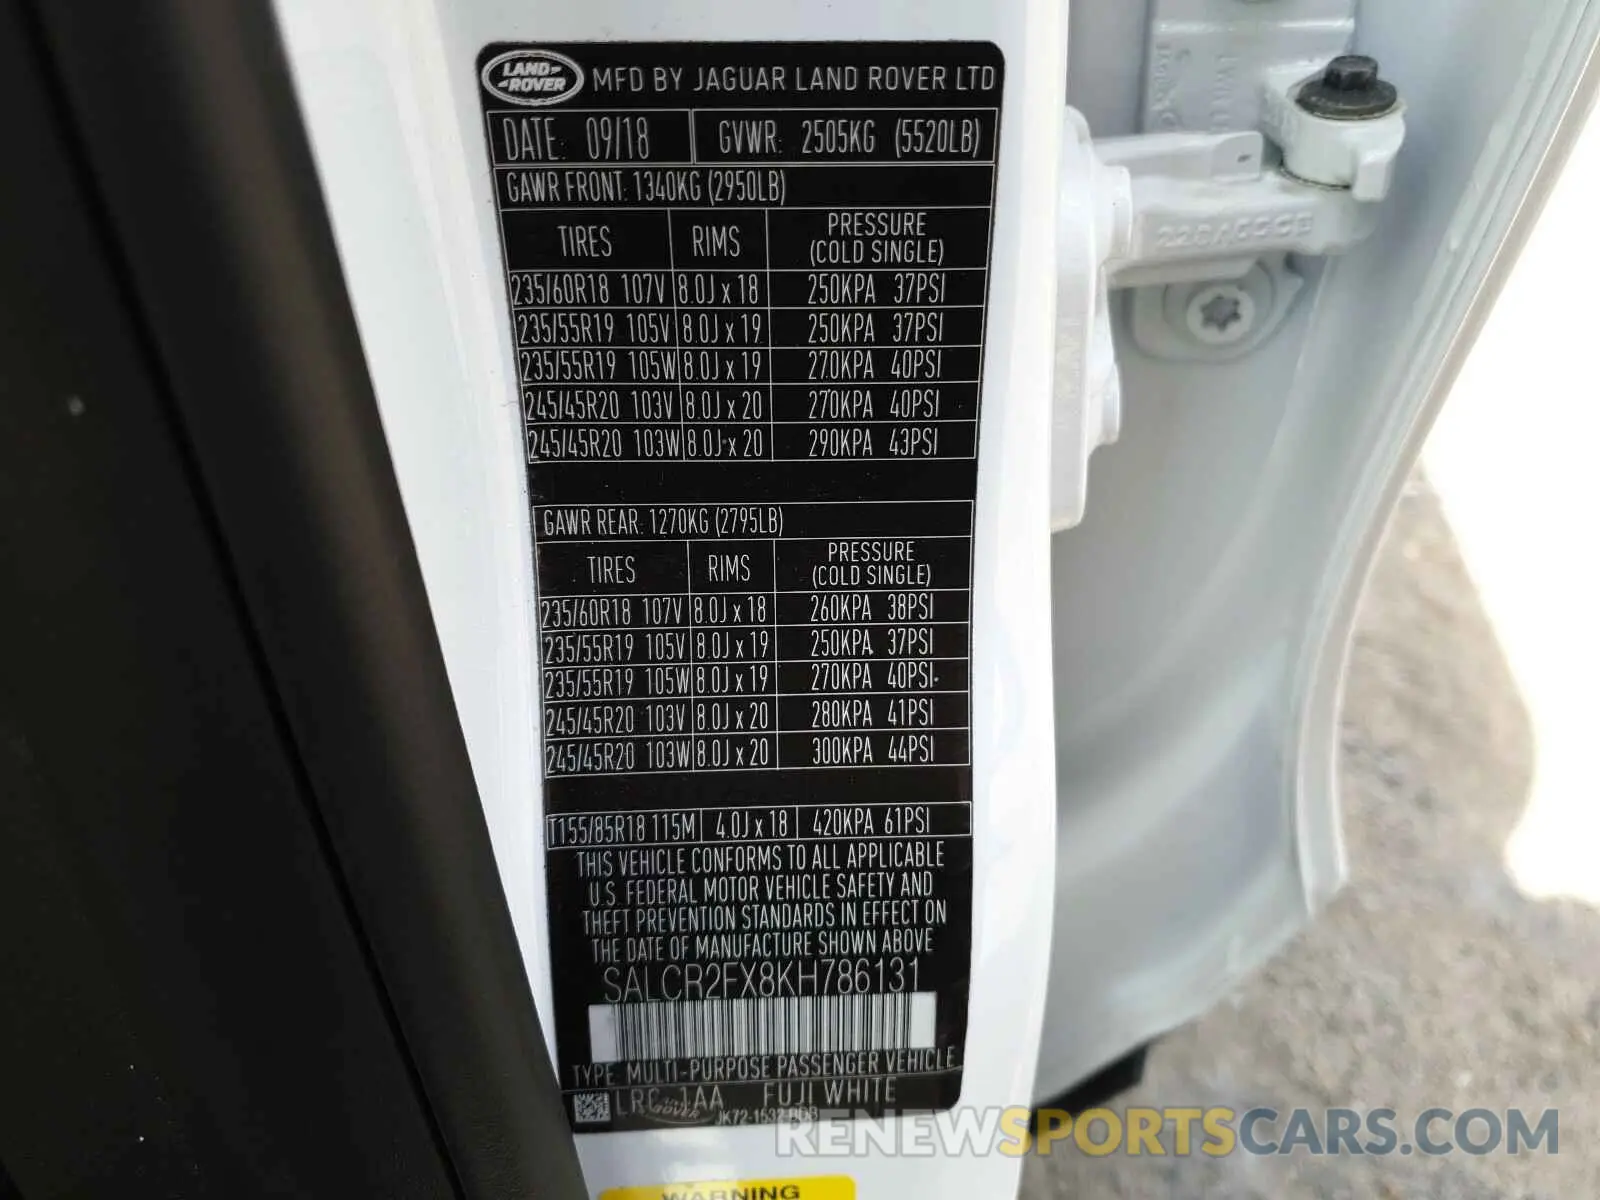 LAND-
-ROVER
MFD BY JAGUAR LAND ROVER LTD
DATE: 09/18 GVWR: 2505KG (5520LB)
GAWR FRONT: 1340KG (2950LB)
TIRES RIMS PRESSURE (COLD SINGLE)
235/60R18 107V 8.0J x 18 250KPA 37PSI
235/55R19 105V 8.0J x 19 250KPA 37PSI
235/55R19 105W 8.0J x 19 270KPA 40PSI
245/45R20 103V 8.0J x 20 270KPA 40PSI
245/45R20 103W 8.0J x 20 290KPA 43PSI
GAWR REAR: 1270KG (2795LB)
TIRES RIMS PRESSURE (COLD SINGLE)
235/60R18 107V 8.0J x 18 260KPA 38PSI
235/55R19 105V 8.0J x 19 250KPA 37PSI
235/55R19 105W 8.0J x 19 270KPA 40PSI
245/45R20 103V 8.0J x 20 280KPA 41PSI
245/45R20 103W 8.0J x 20 300KPA 44PSI
T155/85R18 115M 4.0J x 18 420KPA 61PSI
THIS VEHICLE CONFORMS TO ALL APPLICABLE
U.S. FEDERAL MOTOR VEHICLE SAFETY AND
THEFT PREVENTION STANDARDS IN EFFECT ON
THE DATE OF MANUFACTURE SHOWN ABOVE
SALCR2FX8KH786131
TYPE: MULTI-PURPOSE PASSENGER VEHICLE
FUJI WHITE
RENEWSPORTSCARS.COM
WARNING